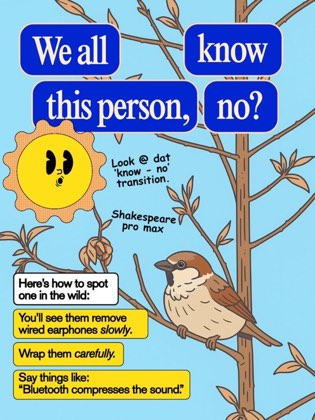 We all know
this person, no?
Look @ dat
'know - no'
transition.
Shakespeare
pro max
Here's how to spot
one in the wild:
You'll see them remove
wired earphones slowly.
Wrap them carefully.
Say things like:
"Bluetooth compresses the sound."